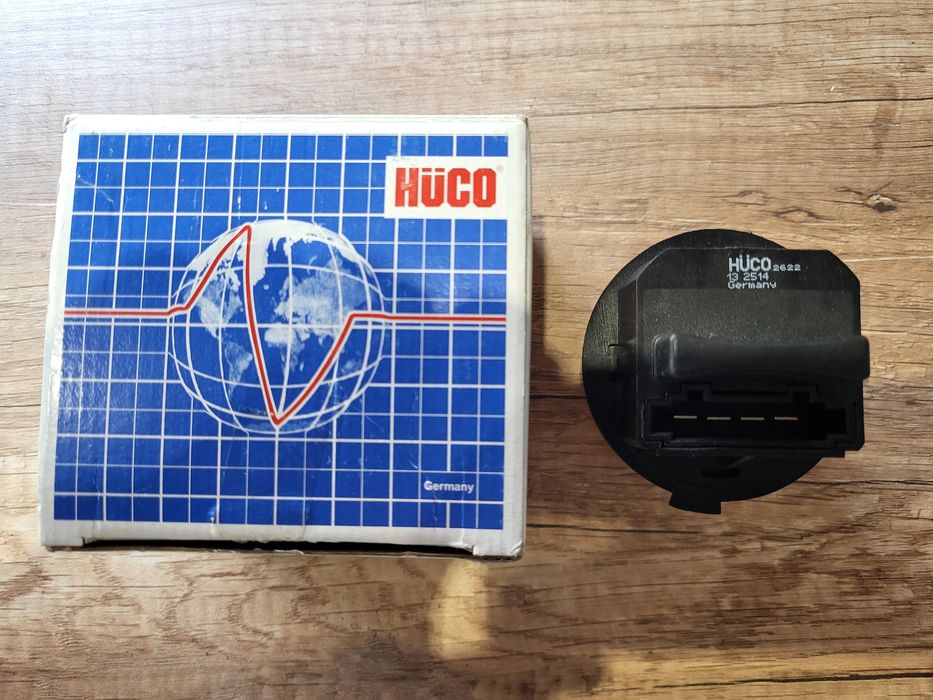 HÜCO®
Germany
HÜCO 2622
13 2514
Germany